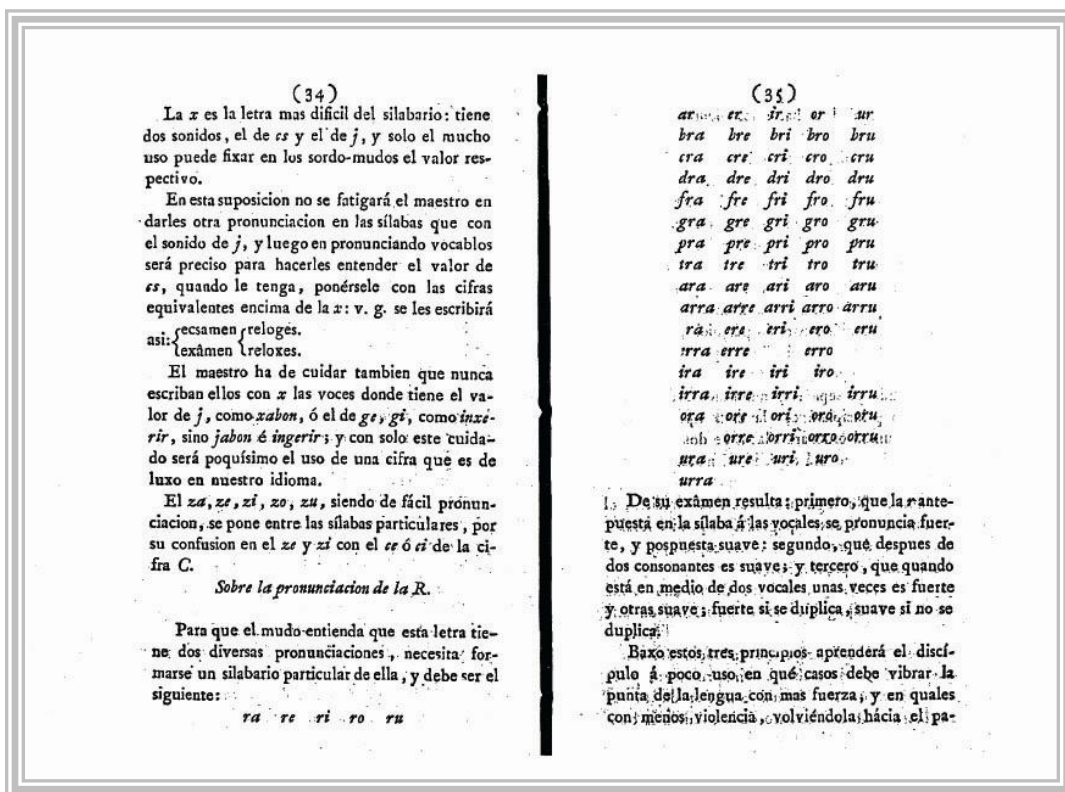 (34)
La x es la letra mas dificil del silabario: tiene
dos sonidos, el de cs y el de j, y solo el mucho
uso puede fixar en los sordo-mudos el valor res-
pectivo.
En esta suposicion no se fatigará el maestro en
darles otra pronunciacion en las sílabas que con
el sonido de j, y luego en pronunciando vocablos
será preciso para hacerles entender el valor de
cs, quando le tenga, ponérsele con las cifras
equivalentes encima de la x: v. g. se les escribirá
asi: {ecsamen {reloges.
{exâmen {reloxes.
El maestro ha de cuidar tambien que nunca
escriban ellos con x las voces donde tiene el va-
lor de j, como xabon, ó el de ge, gi, como inxe-
rir, sino jabon é ingerir; y con solo este cuida-
do será poquísimo el uso de una cifra que es de
luxo en nuestro idioma.
El za, ze, zi, zo, zu, siendo de fácil pronun-
ciacion, se pone entre las sílabas particulares, por
su confusion en el ze y zi con el ce ó ci de la ci-
fra C.
Sobre la pronunciacion de la R.
Para que el mudo entienda que esta letra tie-
ne dos diversas pronunciaciones, necesita for-
marse un silabario particular de ella, y debe ser el
siguiente:
ra re ri ro ru
(35)
ar er ir or ur
bra bre bri bro bru
cra cre cri cro cru
dra dre dri dro dru
fra fre fri fro fru
gra gre gri gro gru
pra pre pri pro pru
tra tre tri tro tru
ara are ari aro aru
arra arre arri arro arru
ra ere eri ero eru
rra erre erro
ira ire iri iro
irra irre irri irru
ora ore ori oru
orre orri orro orru
ura ure uri uro
urra
De su exâmen resulta: primero, que la r ante-
puesta en la sílaba á las vocales se pronuncia fuer-
te, y pospuesta suave: segundo, que despues de
dos consonantes es suave; y tercero, que quando
está en medio de dos vocales unas veces es fuerte
y otras suave; fuerte si se duplica, suave si no se
duplica.
Baxo estos tres principios aprenderá el discí-
pulo á poco uso en qué casos debe vibrar la
punta de la lengua con mas fuerza, y en quales
con menos violencia, volviéndola hácia el pa-